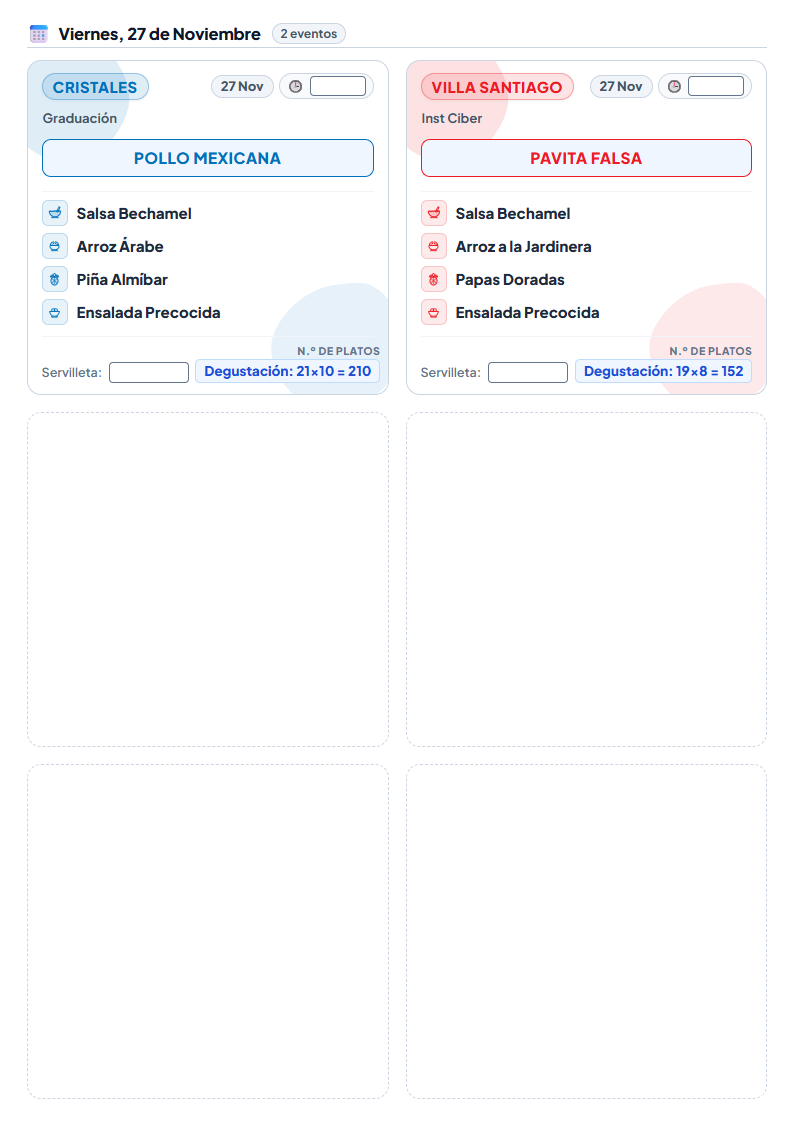 Viernes, 27 de Noviembre 2 eventos
CRISTALES 27 Nov
Graduación
POLLO MEXICANA
Salsa Bechamel
Arroz Árabe
Piña Almíbar
Ensalada Precocida
N.º DE PLATOS
Servilleta: Degustación: 21×10 = 210
VILLA SANTIAGO 27 Nov
Inst Ciber
PAVITA FALSA
Salsa Bechamel
Arroz a la Jardinera
Papas Doradas
Ensalada Precocida
N.º DE PLATOS
Servilleta: Degustación: 19×8 = 152